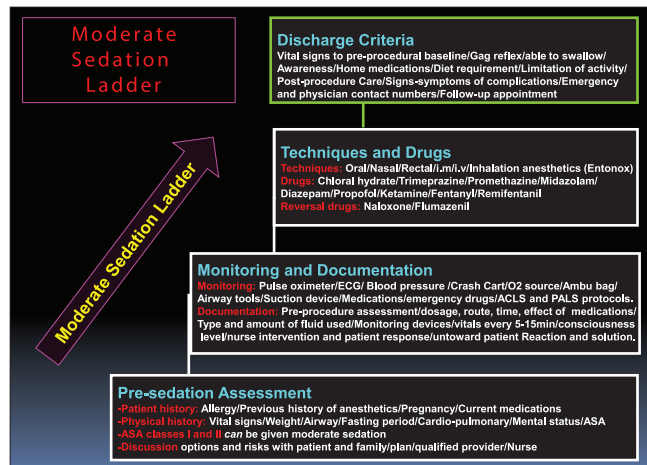 Moderate
Sedation
Ladder
Discharge Criteria
Vital signs to pre-procedural baseline/Gag reflex/able to swallow/
Awareness/Home medications/Diet requirement/Limitation of activity/
Post-procedure Care/Signs-symptoms of complications/Emergency
and physician contact numbers/Follow-up appointment
Techniques and Drugs
Techniques: Oral/Nasal/Rectal/i.m/i.v/Inhalation anesthetics (Entonox)
Drugs: Chloral hydrate/Trimeprazine/Promethazine/Midazolam/
Diazepam/Propofol/Ketamine/Fentanyl/Remifentanil
Reversal drugs: Naloxone/Flumazenil
Moderate Sedation Ladder
Monitoring and Documentation
Monitoring: Pulse oximeter/ECG/ Blood pressure /Crash Cart/O2 source/Ambu bag/
Airway tools/Suction device/Medications/emergency drugs/ACLS and PALS protocols.
Documentation: Pre-procedure assessment/dosage, route, time, effect of medications/
Type and amount of fluid used/Monitoring devices/vitals every 5-15min/consciousness
level/nurse intervention and patient response/untoward patient Reaction and solution.
Pre-sedation Assessment
-Patient history: Allergy/Previous history of anesthetics/Pregnancy/Current medications
-Physical history: Vital signs/Weight/Airway/Fasting period/Cardio-pulmonary/Mental status/ASA
-ASA classes I and II can be given moderate sedation
-Discussion options and risks with patient and family/plan/qualified provider/Nurse